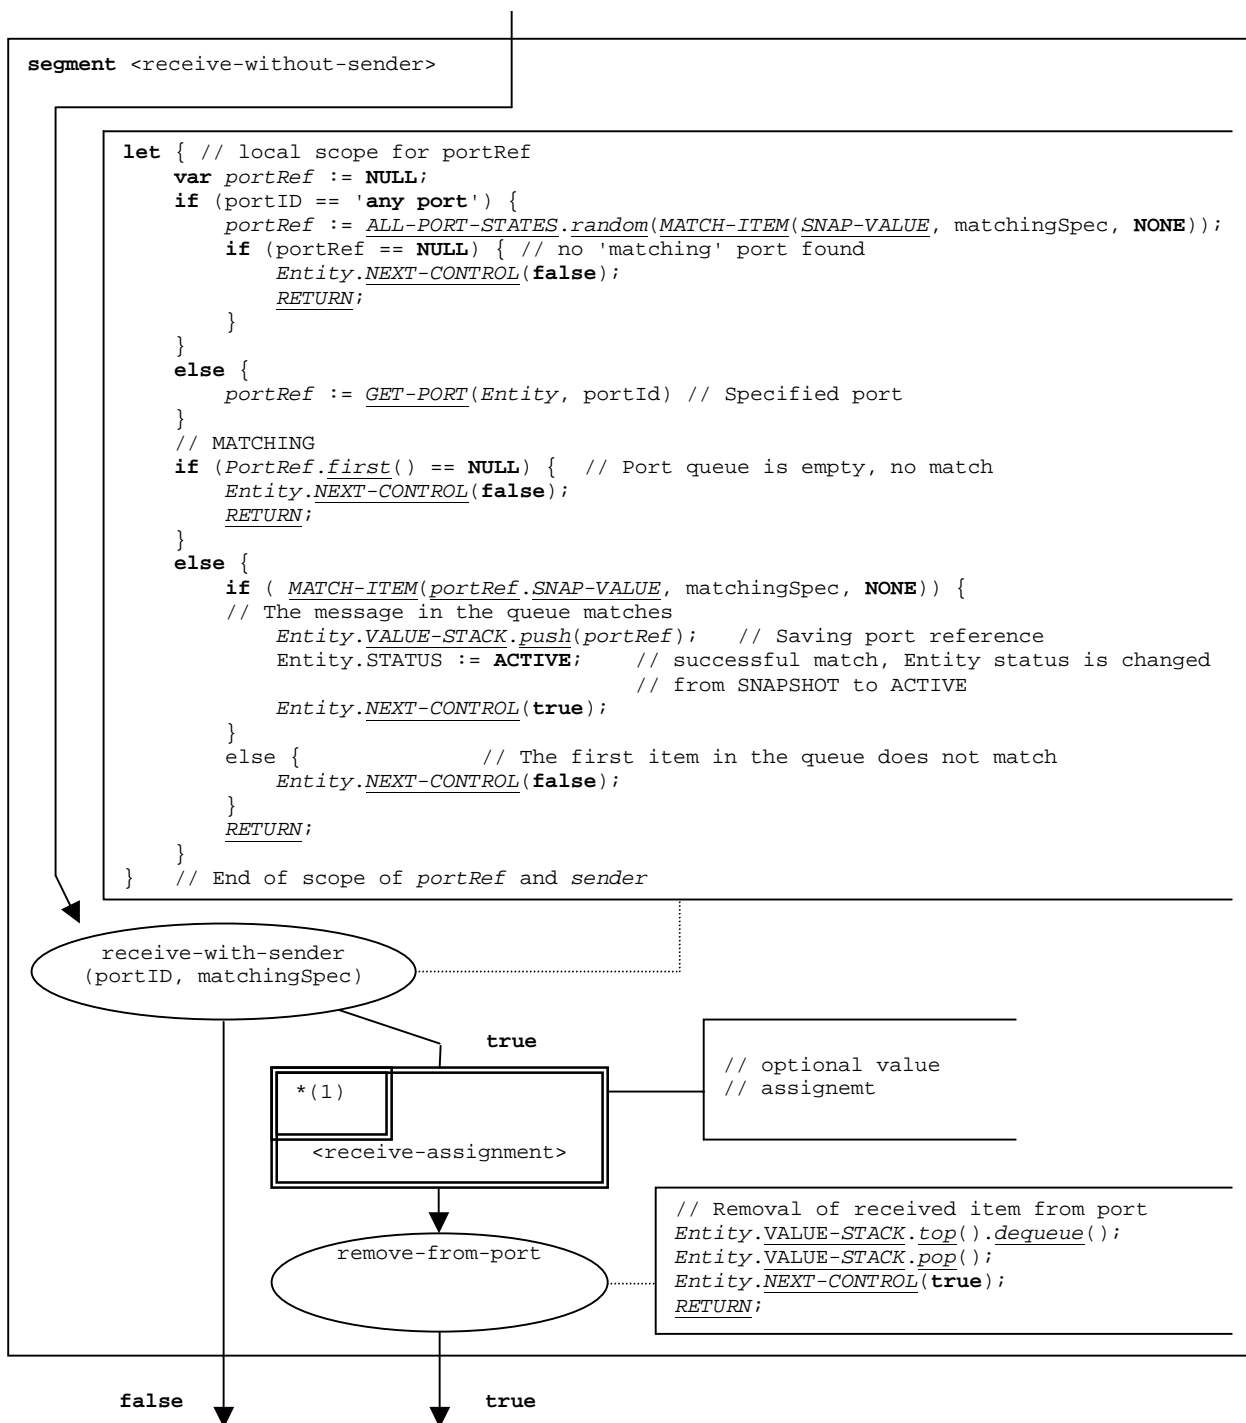 segment <receive-without-sender>
let { // local scope for portRef
var portRef := NULL;
if (portID == 'any port') {
portRef := ALL-PORT-STATES.random(MATCH-ITEM(SNAP-VALUE, matchingSpec, NONE));
if (portRef == NULL) { // no 'matching' port found
Entity.NEXT-CONTROL(false);
RETURN;
}
}
else {
portRef := GET-PORT(Entity, portId) // Specified port
}
// MATCHING
if (PortRef.first() == NULL) { // Port queue is empty, no match
Entity.NEXT-CONTROL(false);
RETURN;
}
else {
if ( MATCH-ITEM(portRef.SNAP-VALUE, matchingSpec, NONE)) {
// The message in the queue matches
Entity.VALUE-STACK.push(portRef); // Saving port reference
Entity.STATUS := ACTIVE; // successful match, Entity status is changed
// from SNAPSHOT to ACTIVE
Entity.NEXT-CONTROL(true);
}
else { // The first item in the queue does not match
Entity.NEXT-CONTROL(false);
}
RETURN;
}
} // End of scope of portRef and sender
receive-with-sender
(portID, matchingSpec)
true
// optional value
// assignemt
*(1)
<receive-assignment>
// Removal of received item from port
Entity.VALUE-STACK.top().dequeue();
Entity.VALUE-STACK.pop();
Entity.NEXT-CONTROL(true);
RETURN;
remove-from-port
false
true